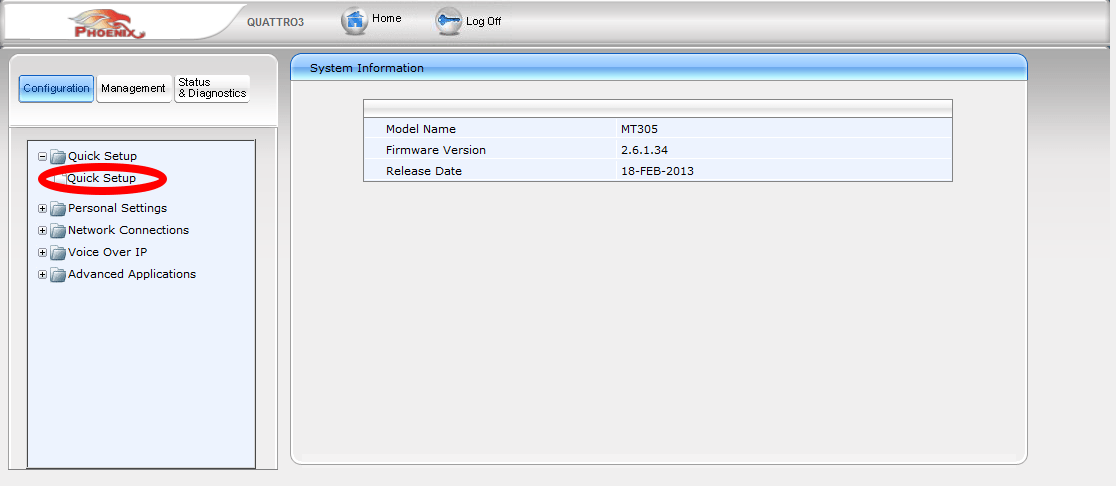 PHOENIX
QUATTRO3
Home
Log Off
Configuration
Management
Status
& Diagnostics
Quick Setup
Quick Setup
Personal Settings
Network Connections
Voice Over IP
Advanced Applications
System Information
Model Name MT305
Firmware Version 2.6.1.34
Release Date 18-FEB-2013